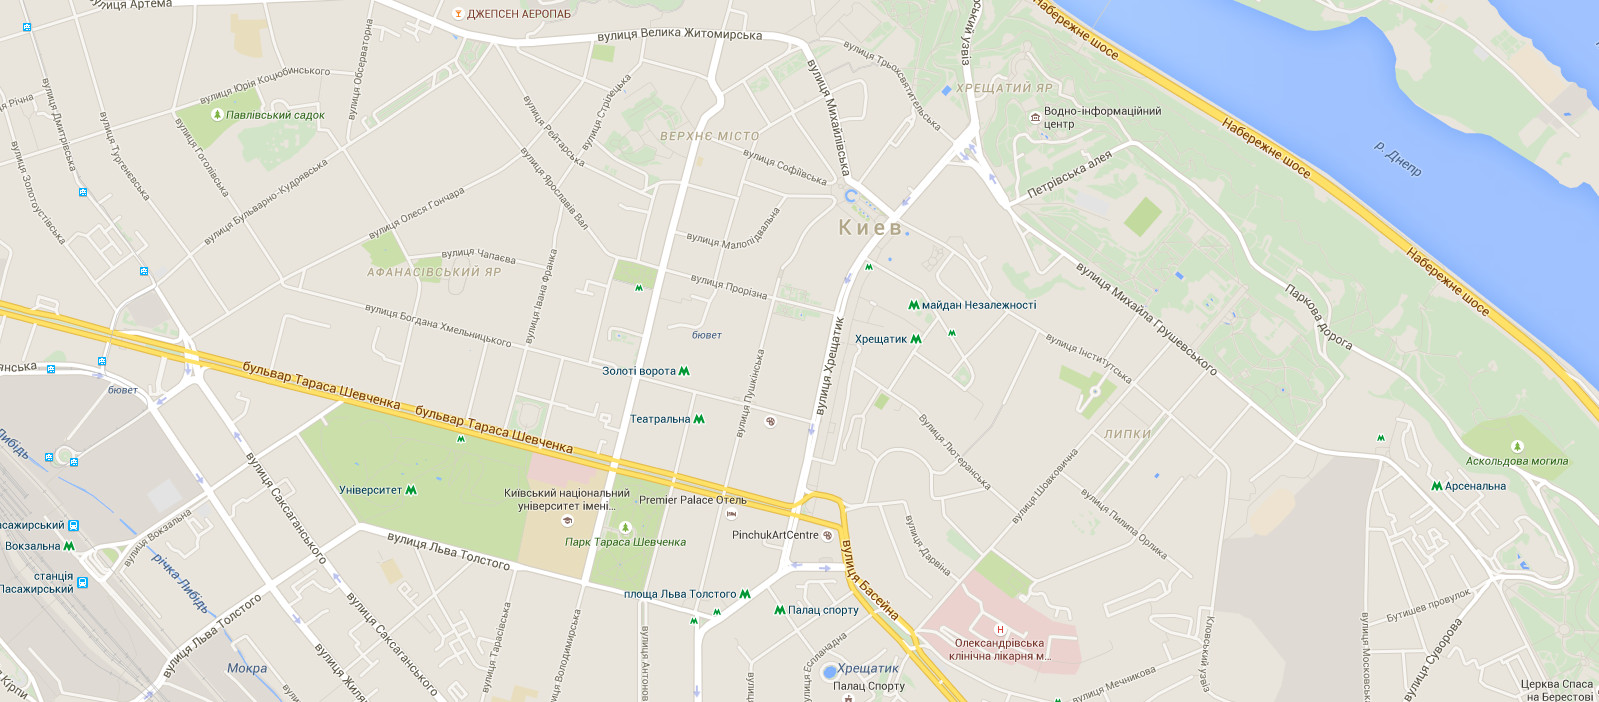 вулиця Артема
ДЖЕПСЕН АЕРОПАБ
вулиця Велика Житомирська
Набережне шосе
вулиця Обсерваторна
вулиця Трьохсвятительська
вулиця Юрія Коцюбинського
вулиця Стрілецька
вулиця Михайлівська
ХРЕЩАТИЙ ЯР
Водно-інформаційний
центр
Павлівський садок
вулиця Дмитрівська
вулиця Тургенєвська
вулиця Гоголівська
вулиця Рейтарська
ВЕРХНЄ МІСТО
Набережне шосе
р. Днепр
вулиця Золотоустівська
вулиця Бульварно-Кудрявська
вулиця Ярославів Вал
вулиця Софіївська
Петрівська алея
вулиця Олеся Гончара
вулиця Малопідвальна
Киев
вулиця Чапаєва
АФАНАСІВСЬКИЙ ЯР
вулиця Івана Франка
вулиця Прорізна
Набережне шосе
вулиця Михайла Грушевського
Паркова дорога
майдан Незалежності
вулиця Богдана Хмельницького
бювет
вулиця Хрещатик
Хрещатик
вулиця Інститутська
бульвар Тараса Шевченка
бульвар Тараса Шевченка
Золоті ворота
вулиця Пушкінська
бювет
Театральна
Вулиця Лютеранська
ЛИПКИ
Либідь
вулиця Саксаганського
вулиця Шовковична
Аскольдова могила
Університет
Київський національний
університет імені...
Premier Palace Отель
Арсенальна
вулиця Пилипа Орлика
вулиця Вокзальна
Вокзальна
вулиця Льва Толстого
Парк Тараса Шевченка
PinchukArtCentre
вулиця Дарвіна
вулиця Басейна
річка-Либідь
станція
Пасажирський
площа Льва Толстого
Палац спорту
Бутишев провулок
вулиця Льва Толстого
вулиця Саксаганського
вулиця Тарасівська
вулиця Володимирська
Олександрівська
клінічна лікарня м...
Кловський узвіз
вулиця Суворова
Мокра
Хрещатик
Палац Спорту
вулиця Мечникова
Церква Спаса
на Берестові